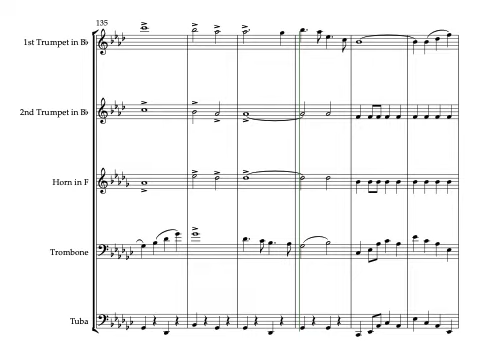 135
1st Trumpet in B♭
2nd Trumpet in B♭
Horn in F
Trombone
Tuba